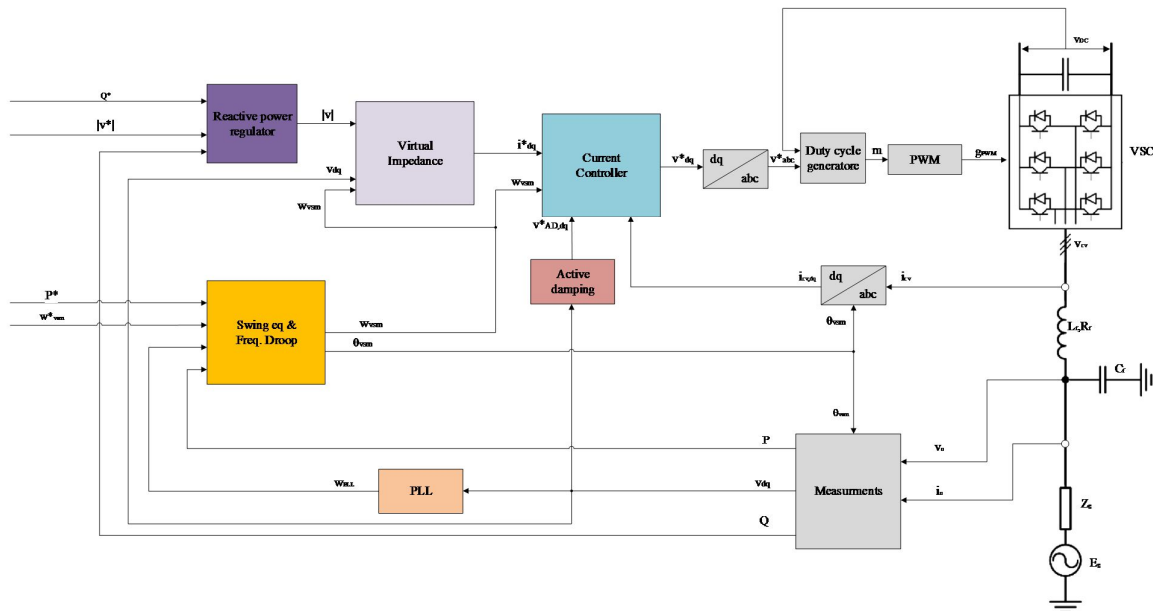 V_DC
Q*
Reactive power
regulator
|v|
|v*|
Virtual
Impedance
i*dq
Current
Controller
v*dq
dq
abc
v*abc
Duty cycle
generatore
m
PWM
gPWM
VSC
Vdq
Wvsm
Wvsm
V*AD,dq
vcv
Active
damping
icv,dq
dq
abc
icv
P*
w*vsm
Swing eq &
Freq. Droop
Wvsm
θvsm
θvsm
Lf,Rf
Cf
θvsm
P
Measurments
vo
WPLL
PLL
Vdq
io
Q
Zg
Eg